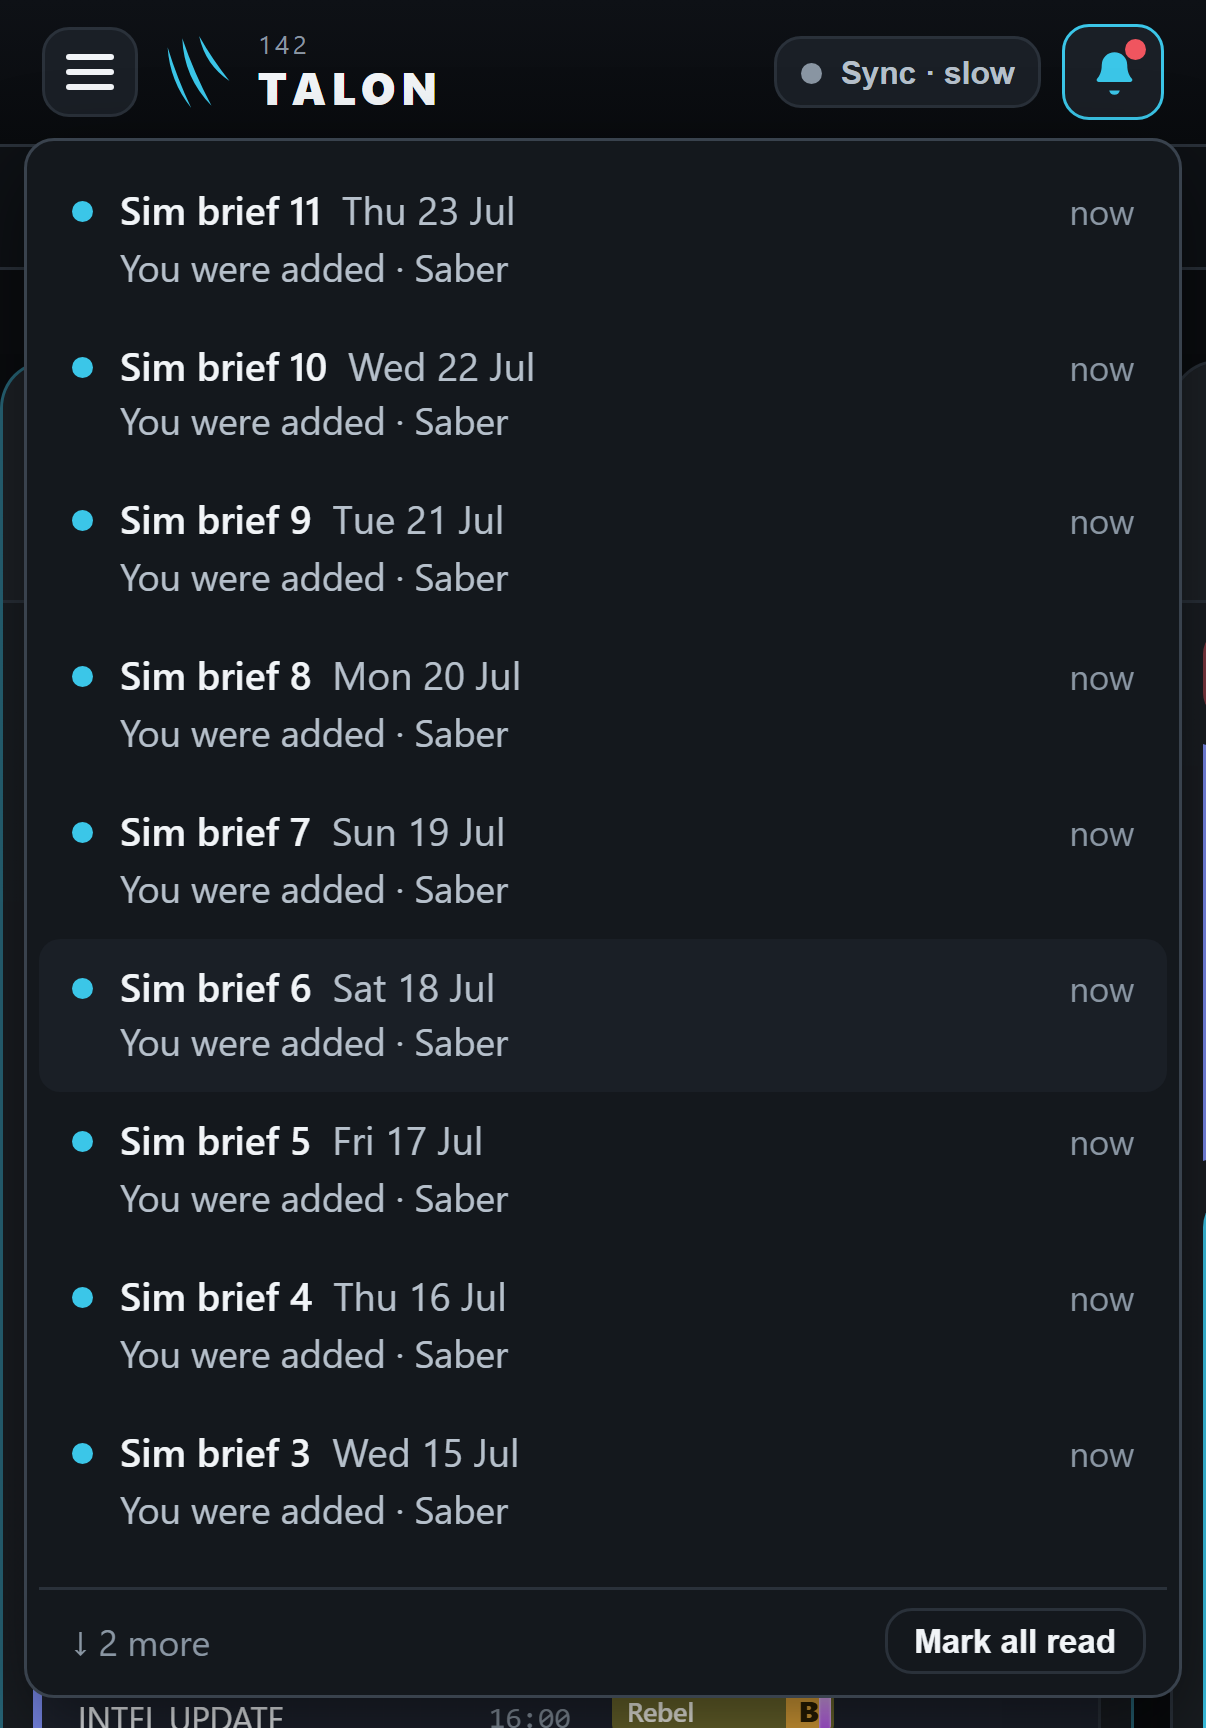 142
TALON
Sync · slow
Sim brief 11 Thu 23 Jul now
You were added · Saber
Sim brief 10 Wed 22 Jul now
You were added · Saber
Sim brief 9 Tue 21 Jul now
You were added · Saber
Sim brief 8 Mon 20 Jul now
You were added · Saber
Sim brief 7 Sun 19 Jul now
You were added · Saber
Sim brief 6 Sat 18 Jul now
You were added · Saber
Sim brief 5 Fri 17 Jul now
You were added · Saber
Sim brief 4 Thu 16 Jul now
You were added · Saber
Sim brief 3 Wed 15 Jul now
You were added · Saber
↓ 2 more Mark all read
INTEL UPDATE 16:00 Rebel B